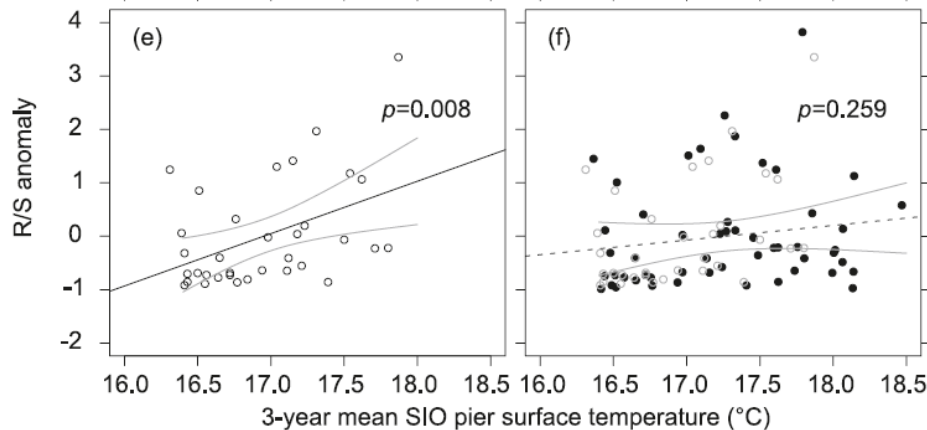 (e)
p=0.008
(f)
p=0.259
R/S anomaly
4
3
2
1
0
-1
-2
16.0 16.5 17.0 17.5 18.0 18.5
16.0 16.5 17.0 17.5 18.0 18.5
3-year mean SIO pier surface temperature (°C)